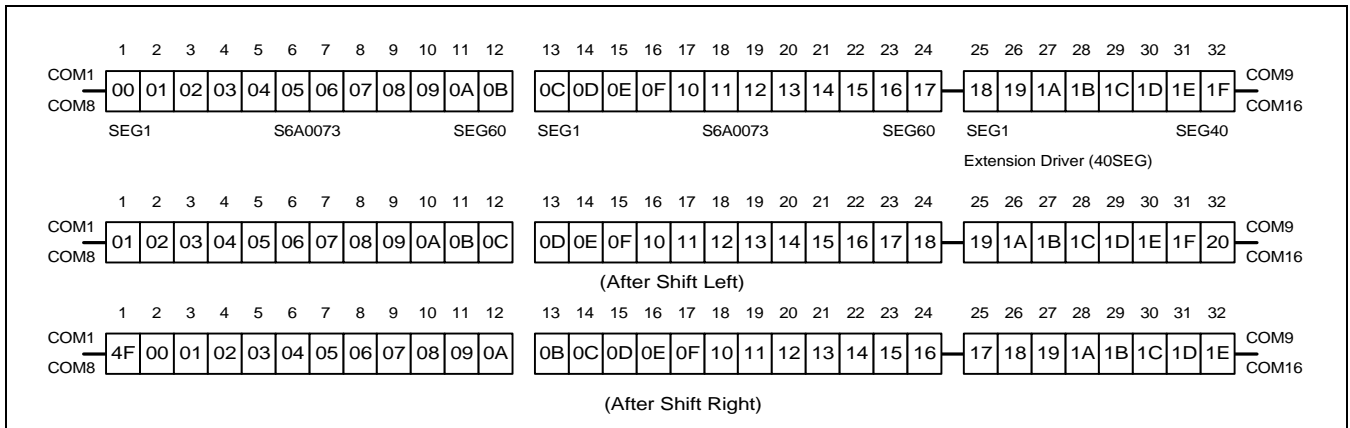 1 2 3 4 5 6 7 8 9 10 11 12 13 14 15 16 17 18 19 20 21 22 23 24 25 26 27 28 29 30 31 32
COM1 COM9
00 01 02 03 04 05 06 07 08 09 0A 0B 0C 0D 0E 0F 10 11 12 13 14 15 16 17 18 19 1A 1B 1C 1D 1E 1F
COM8 COM16
SEG1 S6A0073 SEG60 SEG1 S6A0073 SEG60 SEG1 SEG40
Extension Driver (40SEG)
1 2 3 4 5 6 7 8 9 10 11 12 13 14 15 16 17 18 19 20 21 22 23 24 25 26 27 28 29 30 31 32
COM1 COM9
01 02 03 04 05 06 07 08 09 0A 0B 0C 0D 0E 0F 10 11 12 13 14 15 16 17 18 19 1A 1B 1C 1D 1E 1F 20
COM8 COM16
(After Shift Left)
1 2 3 4 5 6 7 8 9 10 11 12 13 14 15 16 17 18 19 20 21 22 23 24 25 26 27 28 29 30 31 32
COM1 COM9
4F 00 01 02 03 04 05 06 07 08 09 0A 0B 0C 0D 0E 0F 10 11 12 13 14 15 16 17 18 19 1A 1B 1C 1D 1E
COM8 COM16
(After Shift Right)